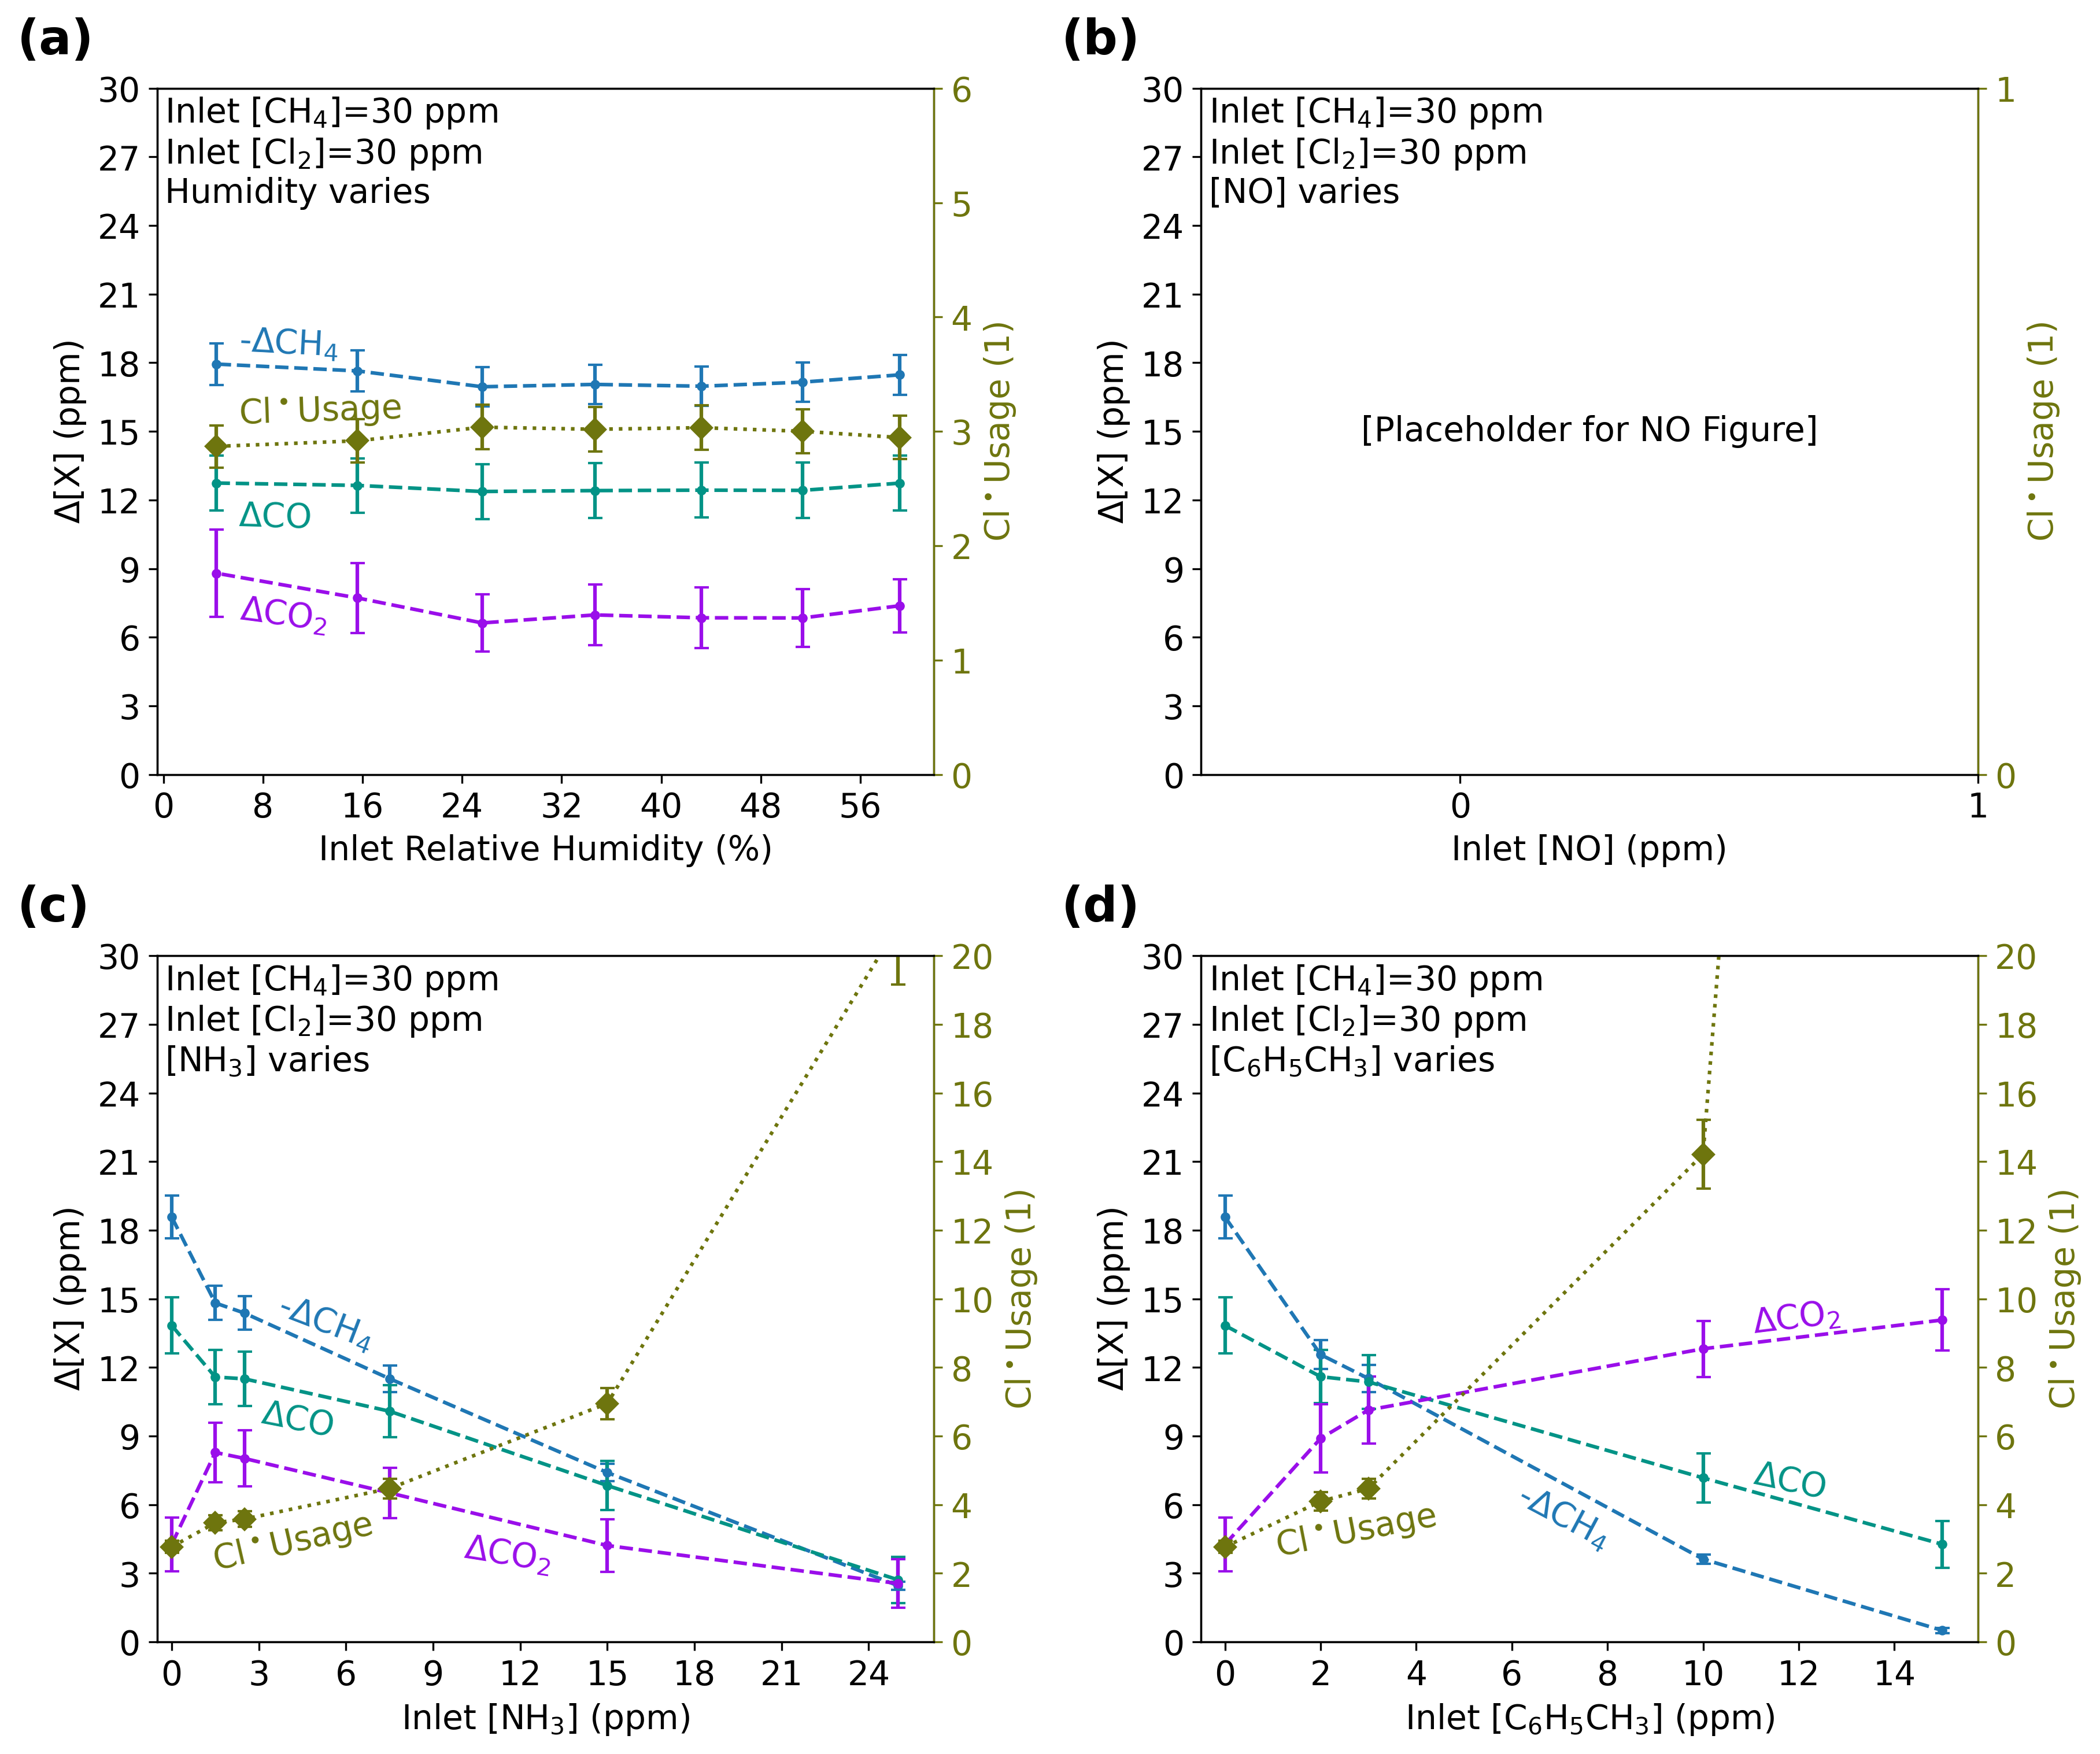 (a)
30
27
24
21
18
15
12
9
6
3
0
Δ[X] (ppm)
Inlet [CH₄]=30 ppm
Inlet [Cl₂]=30 ppm
Humidity varies
-ΔCH₄
Cl•Usage
ΔCO
ΔCO₂
6
5
4
3
2
1
0
Cl•Usage (1)
0 8 16 24 32 40 48 56
Inlet Relative Humidity (%)
(b)
30
27
24
21
18
15
12
9
6
3
0
Δ[X] (ppm)
Inlet [CH₄]=30 ppm
Inlet [Cl₂]=30 ppm
[NO] varies
[Placeholder for NO Figure]
1
0
Cl•Usage (1)
0 1
Inlet [NO] (ppm)
(c)
30
27
24
21
18
15
12
9
6
3
0
Δ[X] (ppm)
Inlet [CH₄]=30 ppm
Inlet [Cl₂]=30 ppm
[NH₃] varies
-ΔCH₄
ΔCO
Cl•Usage
ΔCO₂
20
18
16
14
12
10
8
6
4
2
0
Cl•Usage (1)
0 3 6 9 12 15 18 21 24
Inlet [NH₃] (ppm)
(d)
30
27
24
21
18
15
12
9
6
3
0
Δ[X] (ppm)
Inlet [CH₄]=30 ppm
Inlet [Cl₂]=30 ppm
[C₆H₅CH₃] varies
ΔCO₂
ΔCO
-ΔCH₄
Cl•Usage
20
18
16
14
12
10
8
6
4
2
0
Cl•Usage (1)
0 2 4 6 8 10 12 14
Inlet [C₆H₅CH₃] (ppm)